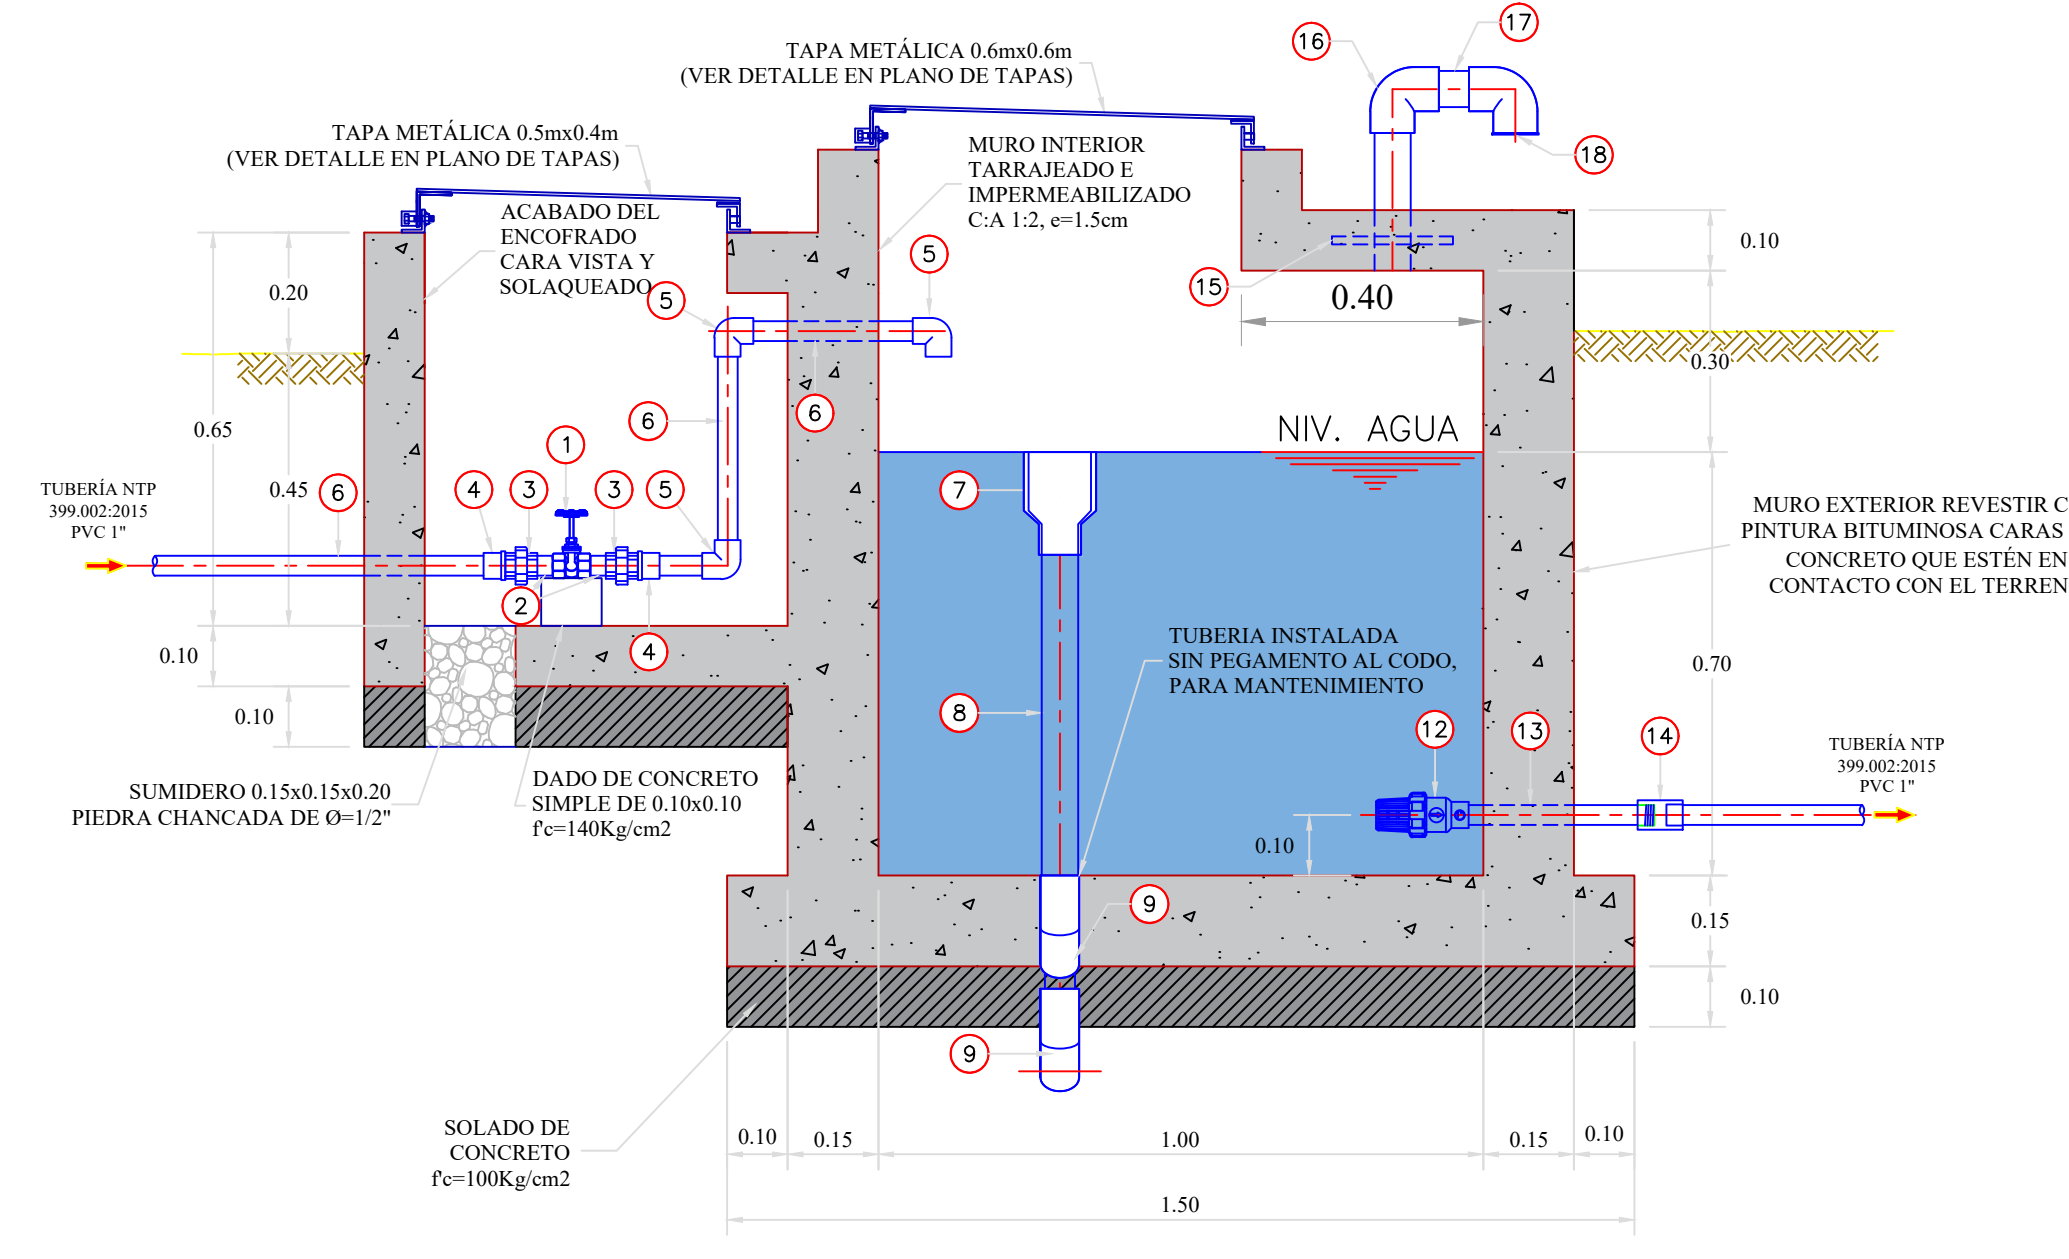 17
16
TAPA METÁLICA 0.6mx0.6m
(VER DETALLE EN PLANO DE TAPAS)
TAPA METÁLICA 0.5mx0.4m
(VER DETALLE EN PLANO DE TAPAS)
MURO INTERIOR
TARRAJEADO E
IMPERMEABILIZADO
C:A 1:2, e=1.5cm
18
ACABADO DEL
ENCOFRADO
CARA VISTA Y
SOLAQUEADO
5
5
15
0.40
0.10
0.20
0.30
0.65
0.45
6
6
1
NIV. AGUA
TUBERÍA NTP
399.002:2015
PVC 1"
6
4
3
3
5
7
2
4
MURO EXTERIOR REVESTIR C
PINTURA BITUMINOSA CARAS
CONCRETO QUE ESTÉN EN
CONTACTO CON EL TERREN
0.10
0.10
TUBERIA INSTALADA
SIN PEGAMENTO AL CODO,
PARA MANTENIMIENTO
0.70
8
12
13
14
TUBERÍA NTP
399.002:2015
PVC 1"
SUMIDERO 0.15x0.15x0.20
PIEDRA CHANCADA DE Ø=1/2"
DADO DE CONCRETO
SIMPLE DE 0.10x0.10
f'c=140Kg/cm2
0.10
9
0.15
0.10
9
SOLADO DE
CONCRETO
f'c=100Kg/cm2
0.10
0.15
1.00
0.15
0.10
1.50